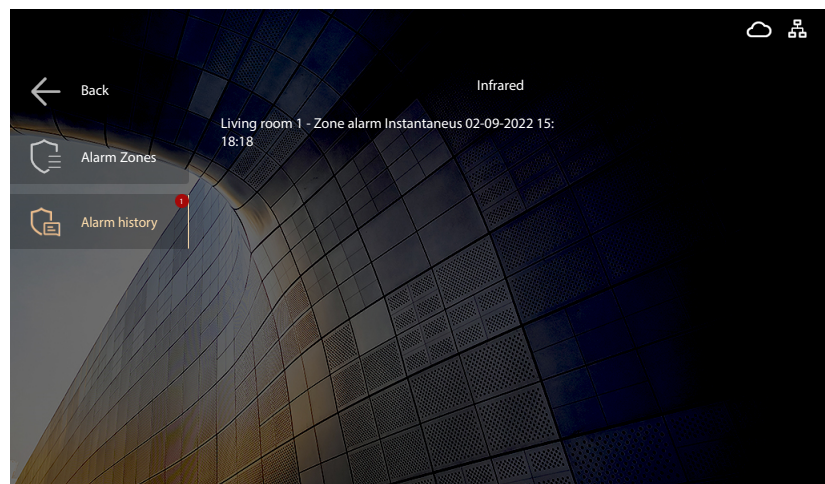 Back
Infrared
Living room 1 - Zone alarm Instantaneus 02-09-2022 15:
18:18
Alarm Zones
1
Alarm history